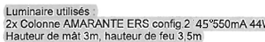 Luminaire utilisés :
2x Colonne AMARANTE ERS config.2 45°550mA 44W
Hauteur de mât 3m, hauteur de feu 3,5m